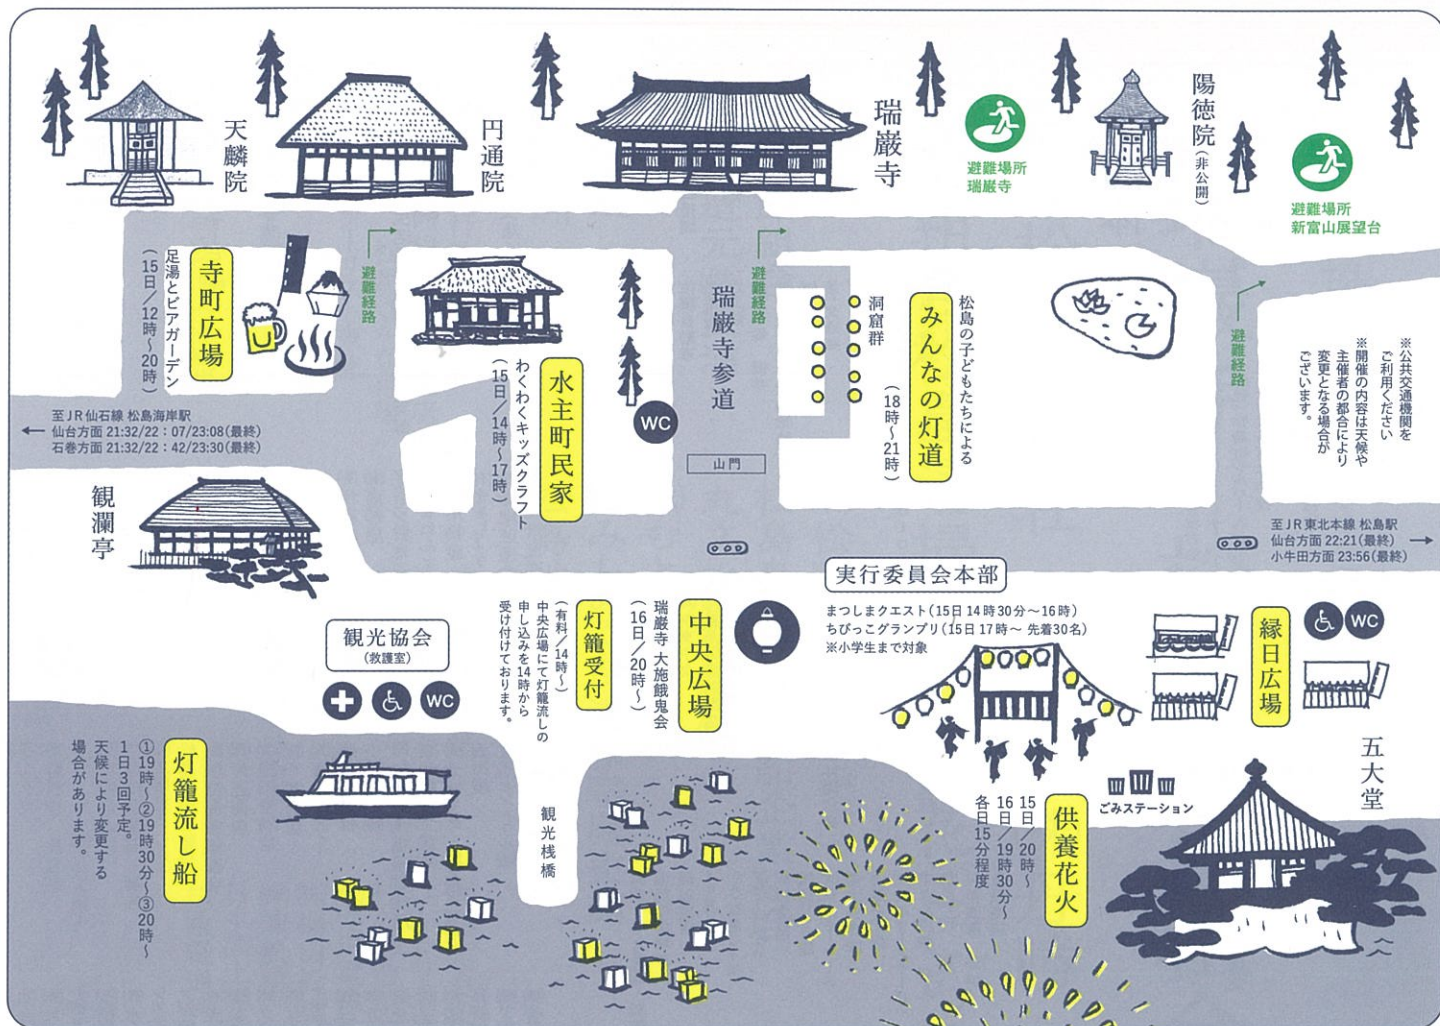 天麟院
円通院
瑞巌寺
避難場所
瑞巌寺
陽徳院(非公開)
避難場所
新富山展望台
寺町広場
足湯とビアガーデン
(15日/12時~20時)
避難経路
水主町民家
わくわくキッズクラフト
(15日/14時~17時)
WC
瑞巌寺参道
山門
避難経路
洞窟群
みんなの灯道
松島の子どもたちによる
(18時~21時)
避難経路
※公共交通機関を
ご利用ください
※開催の内容は天候や
主催者の都合により
変更となる場合が
ございます。
至JR仙石線 松島海岸駅
仙台方面 21:32/22:07/23:08(最終)
石巻方面 21:32/22:42/23:30(最終)
至JR東北本線 松島駅
仙台方面 22:21(最終)
小牛田方面 23:56(最終)
観瀾亭
観光協会
(救護室)
WC
灯籠受付
(有料/14時~)
中央広場にて灯籠流しの
申し込みを14時から
受け付けております。
中央広場
瑞巌寺 大施餓鬼会
(16日/20時~)
実行委員会本部
まつしまクエスト(15日 14時30分~16時)
ちびっこグランプリ(15日 17時~ 先着30名)
※小学生まで対象
縁日広場
WC
灯籠流し船
①19時~②19時30分~③20時~
1日3回予定。
天候により変更する
場合があります。
観光桟橋
供養花火
15日/20時~
16日/19時30分~
各日15分程度
ごみステーション
五大堂